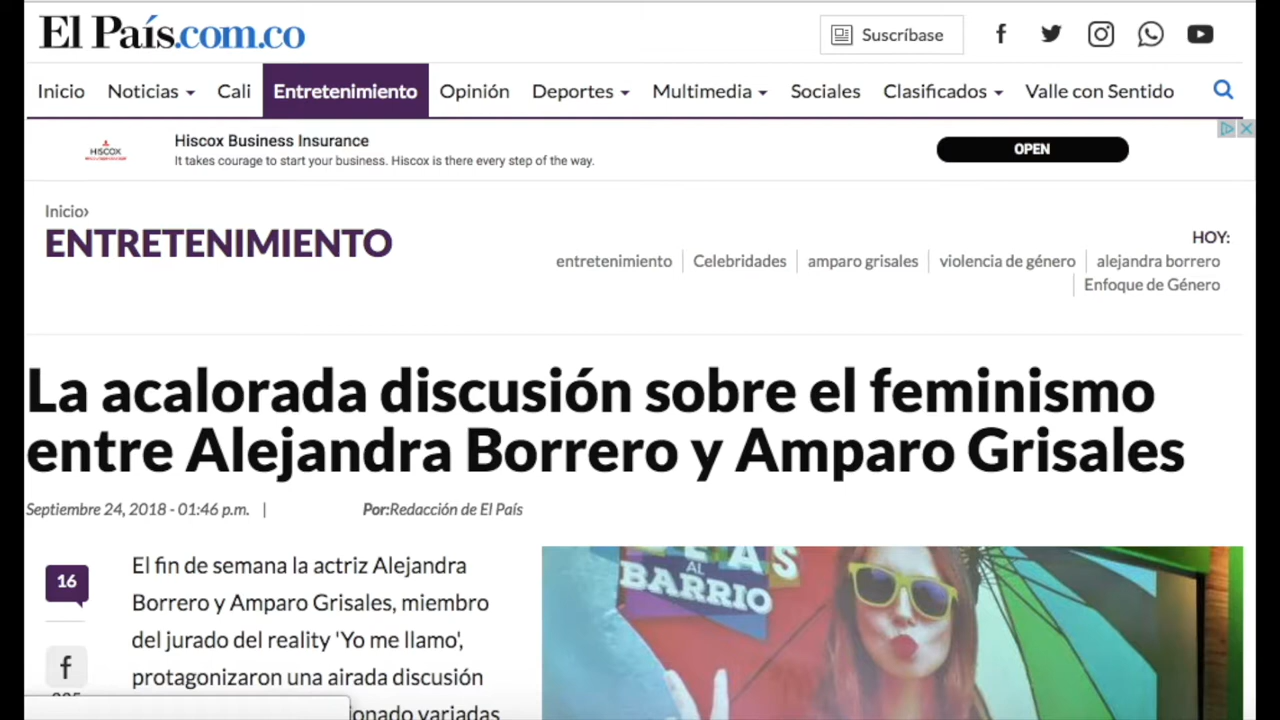 El País.com.co
Suscríbase
Inicio Noticias Cali Entretenimiento Opinión Deportes Multimedia Sociales Clasificados Valle con Sentido
HISCOX
Hiscox Business Insurance
It takes courage to start your business. Hiscox is there every step of the way.
OPEN
Inicio›
ENTRETENIMIENTO
HOY:
entretenimiento Celebridades amparo grisales violencia de género alejandra borrero
Enfoque de Género
La acalorada discusión sobre el feminismo
entre Alejandra Borrero y Amparo Grisales
Septiembre 24, 2018 - 01:46 p.m. | Por:Redacción de El País
16
El fin de semana la actriz Alejandra
Borrero y Amparo Grisales, miembro
del jurado del reality 'Yo me llamo',
protagonizaron una airada discusión
variadas
AL
BARRIO